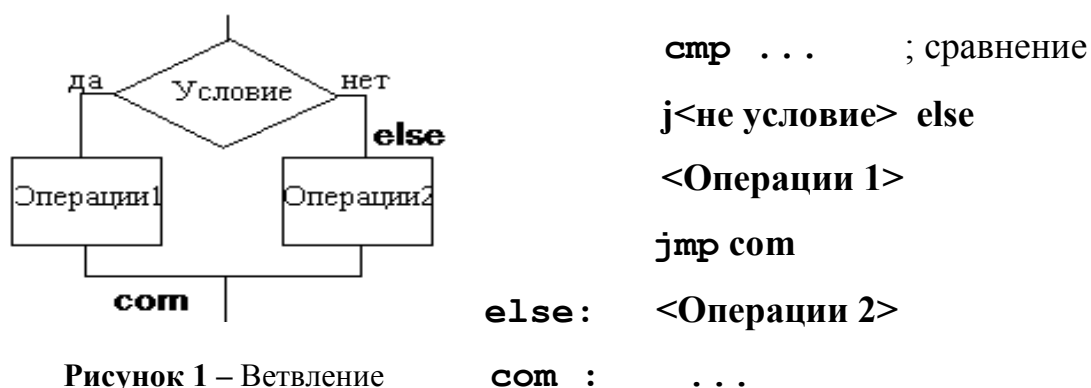 да
Условие
нет
else
Операции1
Операции2
com
Рисунок 1 – Ветвление
cmp ... ; сравнение
j<не условие> else
<Операции 1>
jmp com
else: <Операции 2>
com : ...